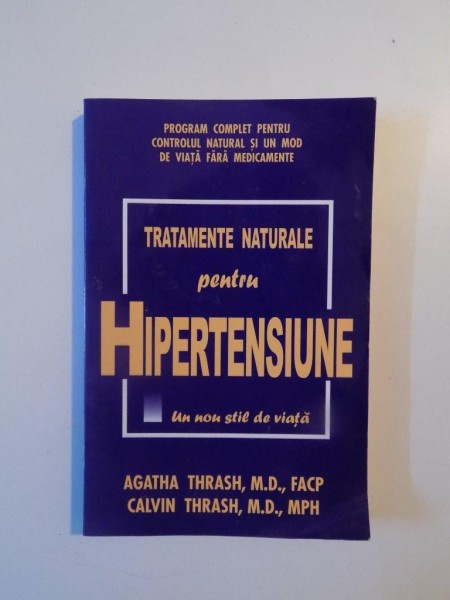 PROGRAM COMPLET PENTRU
CONTROLUL NATURAL ȘI UN MOD
DE VIAȚĂ FĂRĂ MEDICAMENTE
TRATAMENTE NATURALE
pentru
HIPERTENSIUNE
Un nou stil de viață
AGATHA THRASH, M.D., FACP
CALVIN THRASH, M.D., MPH